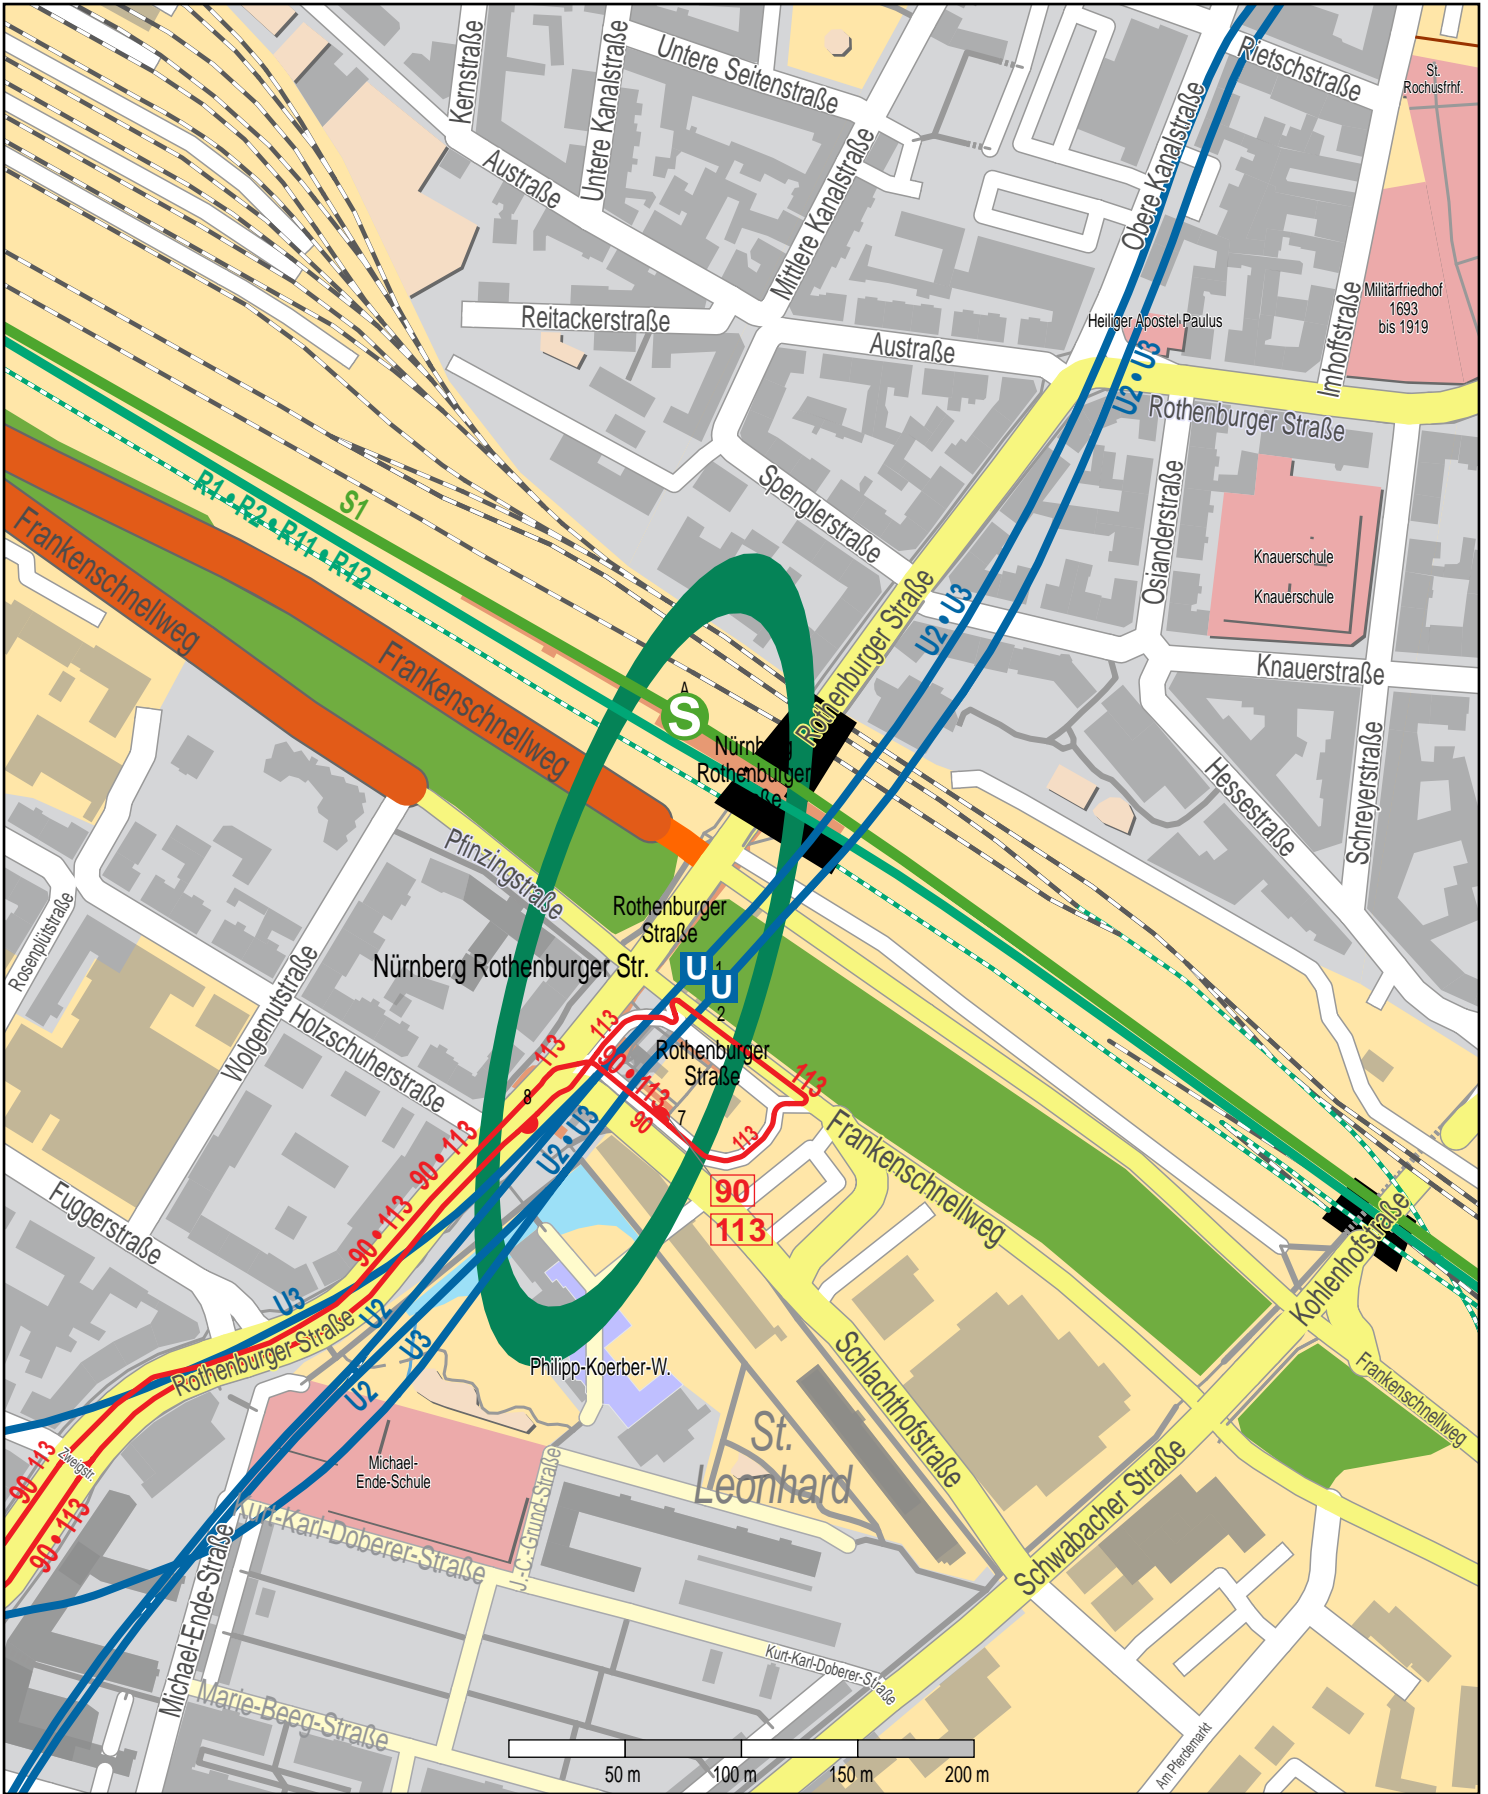 Kernstraße
Untere Kanalstraße
Untere Seitenstraße
Rietschstraße
St.
Rochusfrhf.
Austraße
Mittlere Kanalstraße
Obere Kanalstraße
Imhoffstraße
Militärfriedhof
1693
bis 1919
Reitackerstraße
Austraße
Heiliger Apostel Paulus
U2 • U3
Rothenburger Straße
S1
R1 • R2 • R11 • R12
Frankenschnellweg
Frankenschnellweg
Spenglerstraße
Osianderstraße
Knauerschule
Knauerschule
Rothenburger Straße
U2 • U3
Knauerstraße
A
S
Nürnberg
Rothenburger
Hessestraße
Schreyerstraße
Pfinzingstraße
Rothenburger
Straße
Nürnberg Rothenburger Str.
U
1
U
2
Rosenplütstraße
Wolgemutstraße
Holzschuherstraße
113
113
90 • 113
Rothenburger
Straße
113
8
7
90
113
90 • 113
U2 • U3
Frankenschnellweg
90
113
Fuggerstraße
90 • 113
U3
U2
U3
U2
Rothenburger Straße
Kohlenhofstraße
Frankenschnellweg
Philipp-Koerber-W.
Schlachthofstraße
St.
Leonhard
Michael-
Ende-Schule
Zweigstr.
90
113
90 • 113
Kurt-Karl-Doberer-Straße
J.-C.-Grund-Straße
Schwabacher Straße
Michael-Ende-Straße
Marie-Beeg-Straße
Kurt-Karl-Doberer-Straße
Am Pferdemarkt
50 m
100 m
150 m
200 m